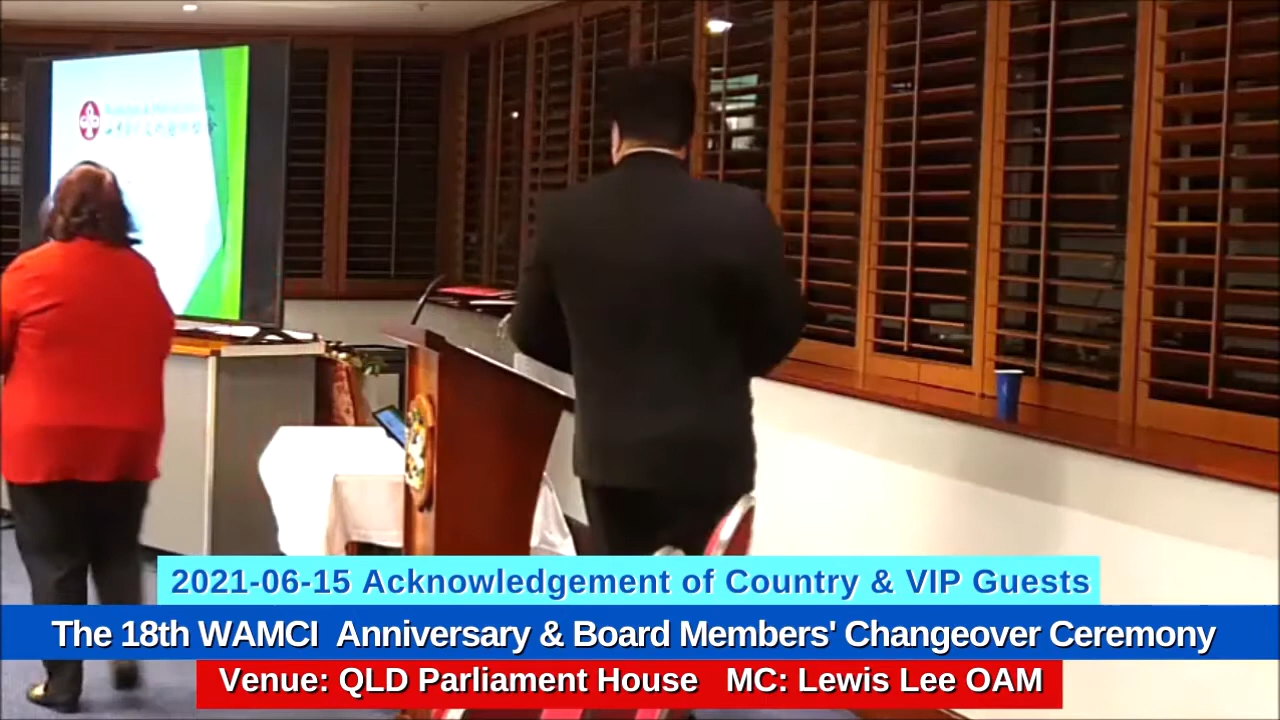 2021-06-15 Acknowledgement of Country & VIP Guests
The 18th WAMCI Anniversary & Board Members' Changeover Ceremony
Venue: QLD Parliament House MC: Lewis Lee OAM